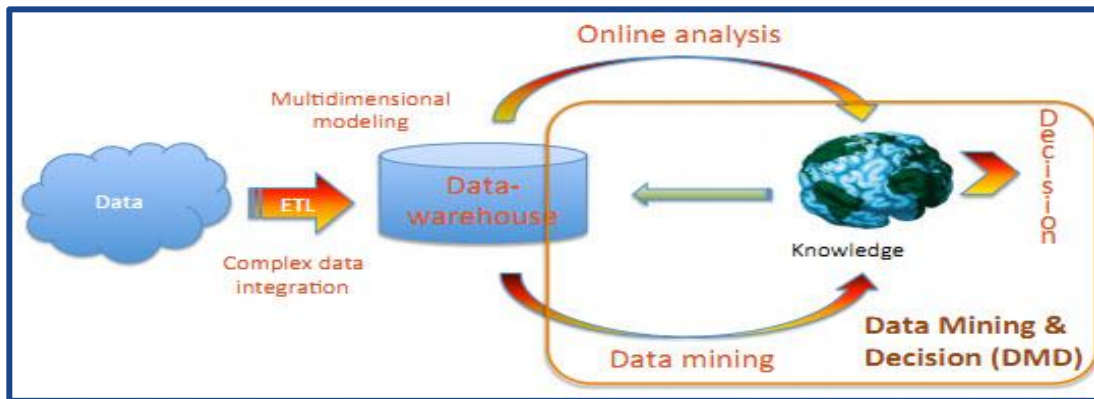 Online analysis
Multidimensional
modeling
Data
ETL
Data-
warehouse
Complex data
integration
Knowledge
Decision
Data mining
Data Mining &
Decision (DMD)